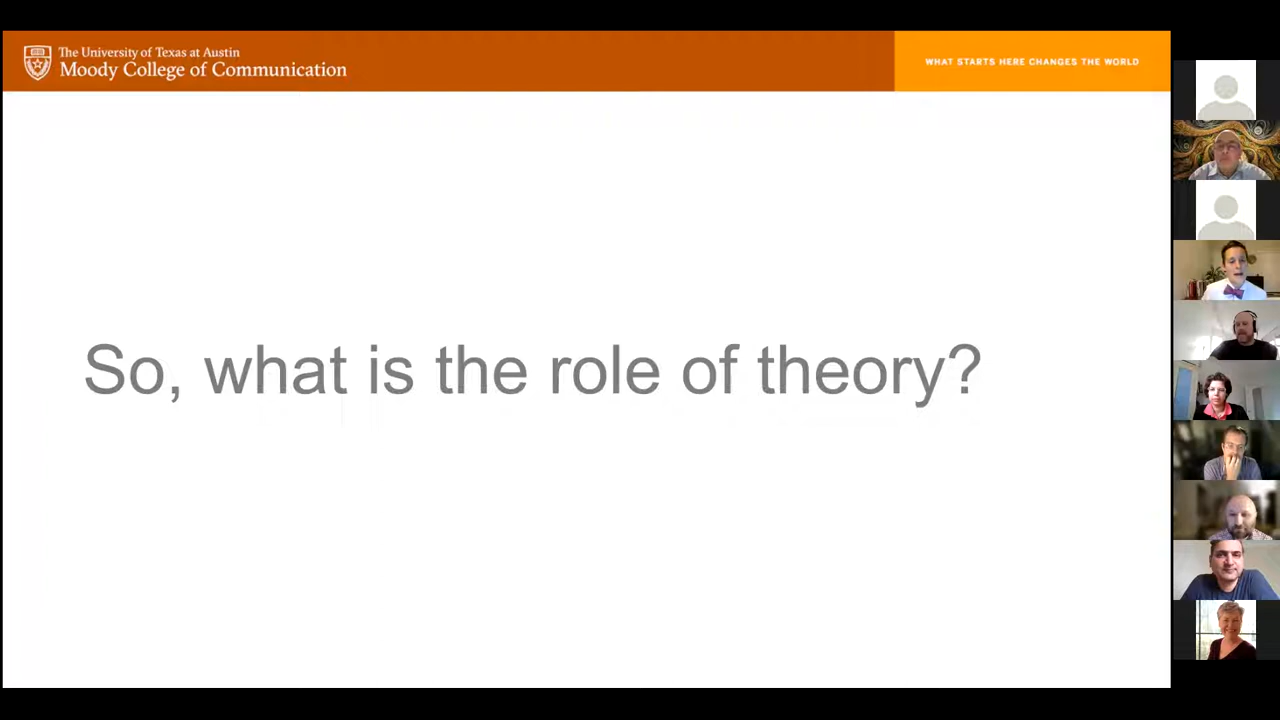 The University of Texas at Austin
Moody College of Communication
WHAT STARTS HERE CHANGES THE WORLD
So, what is the role of theory?